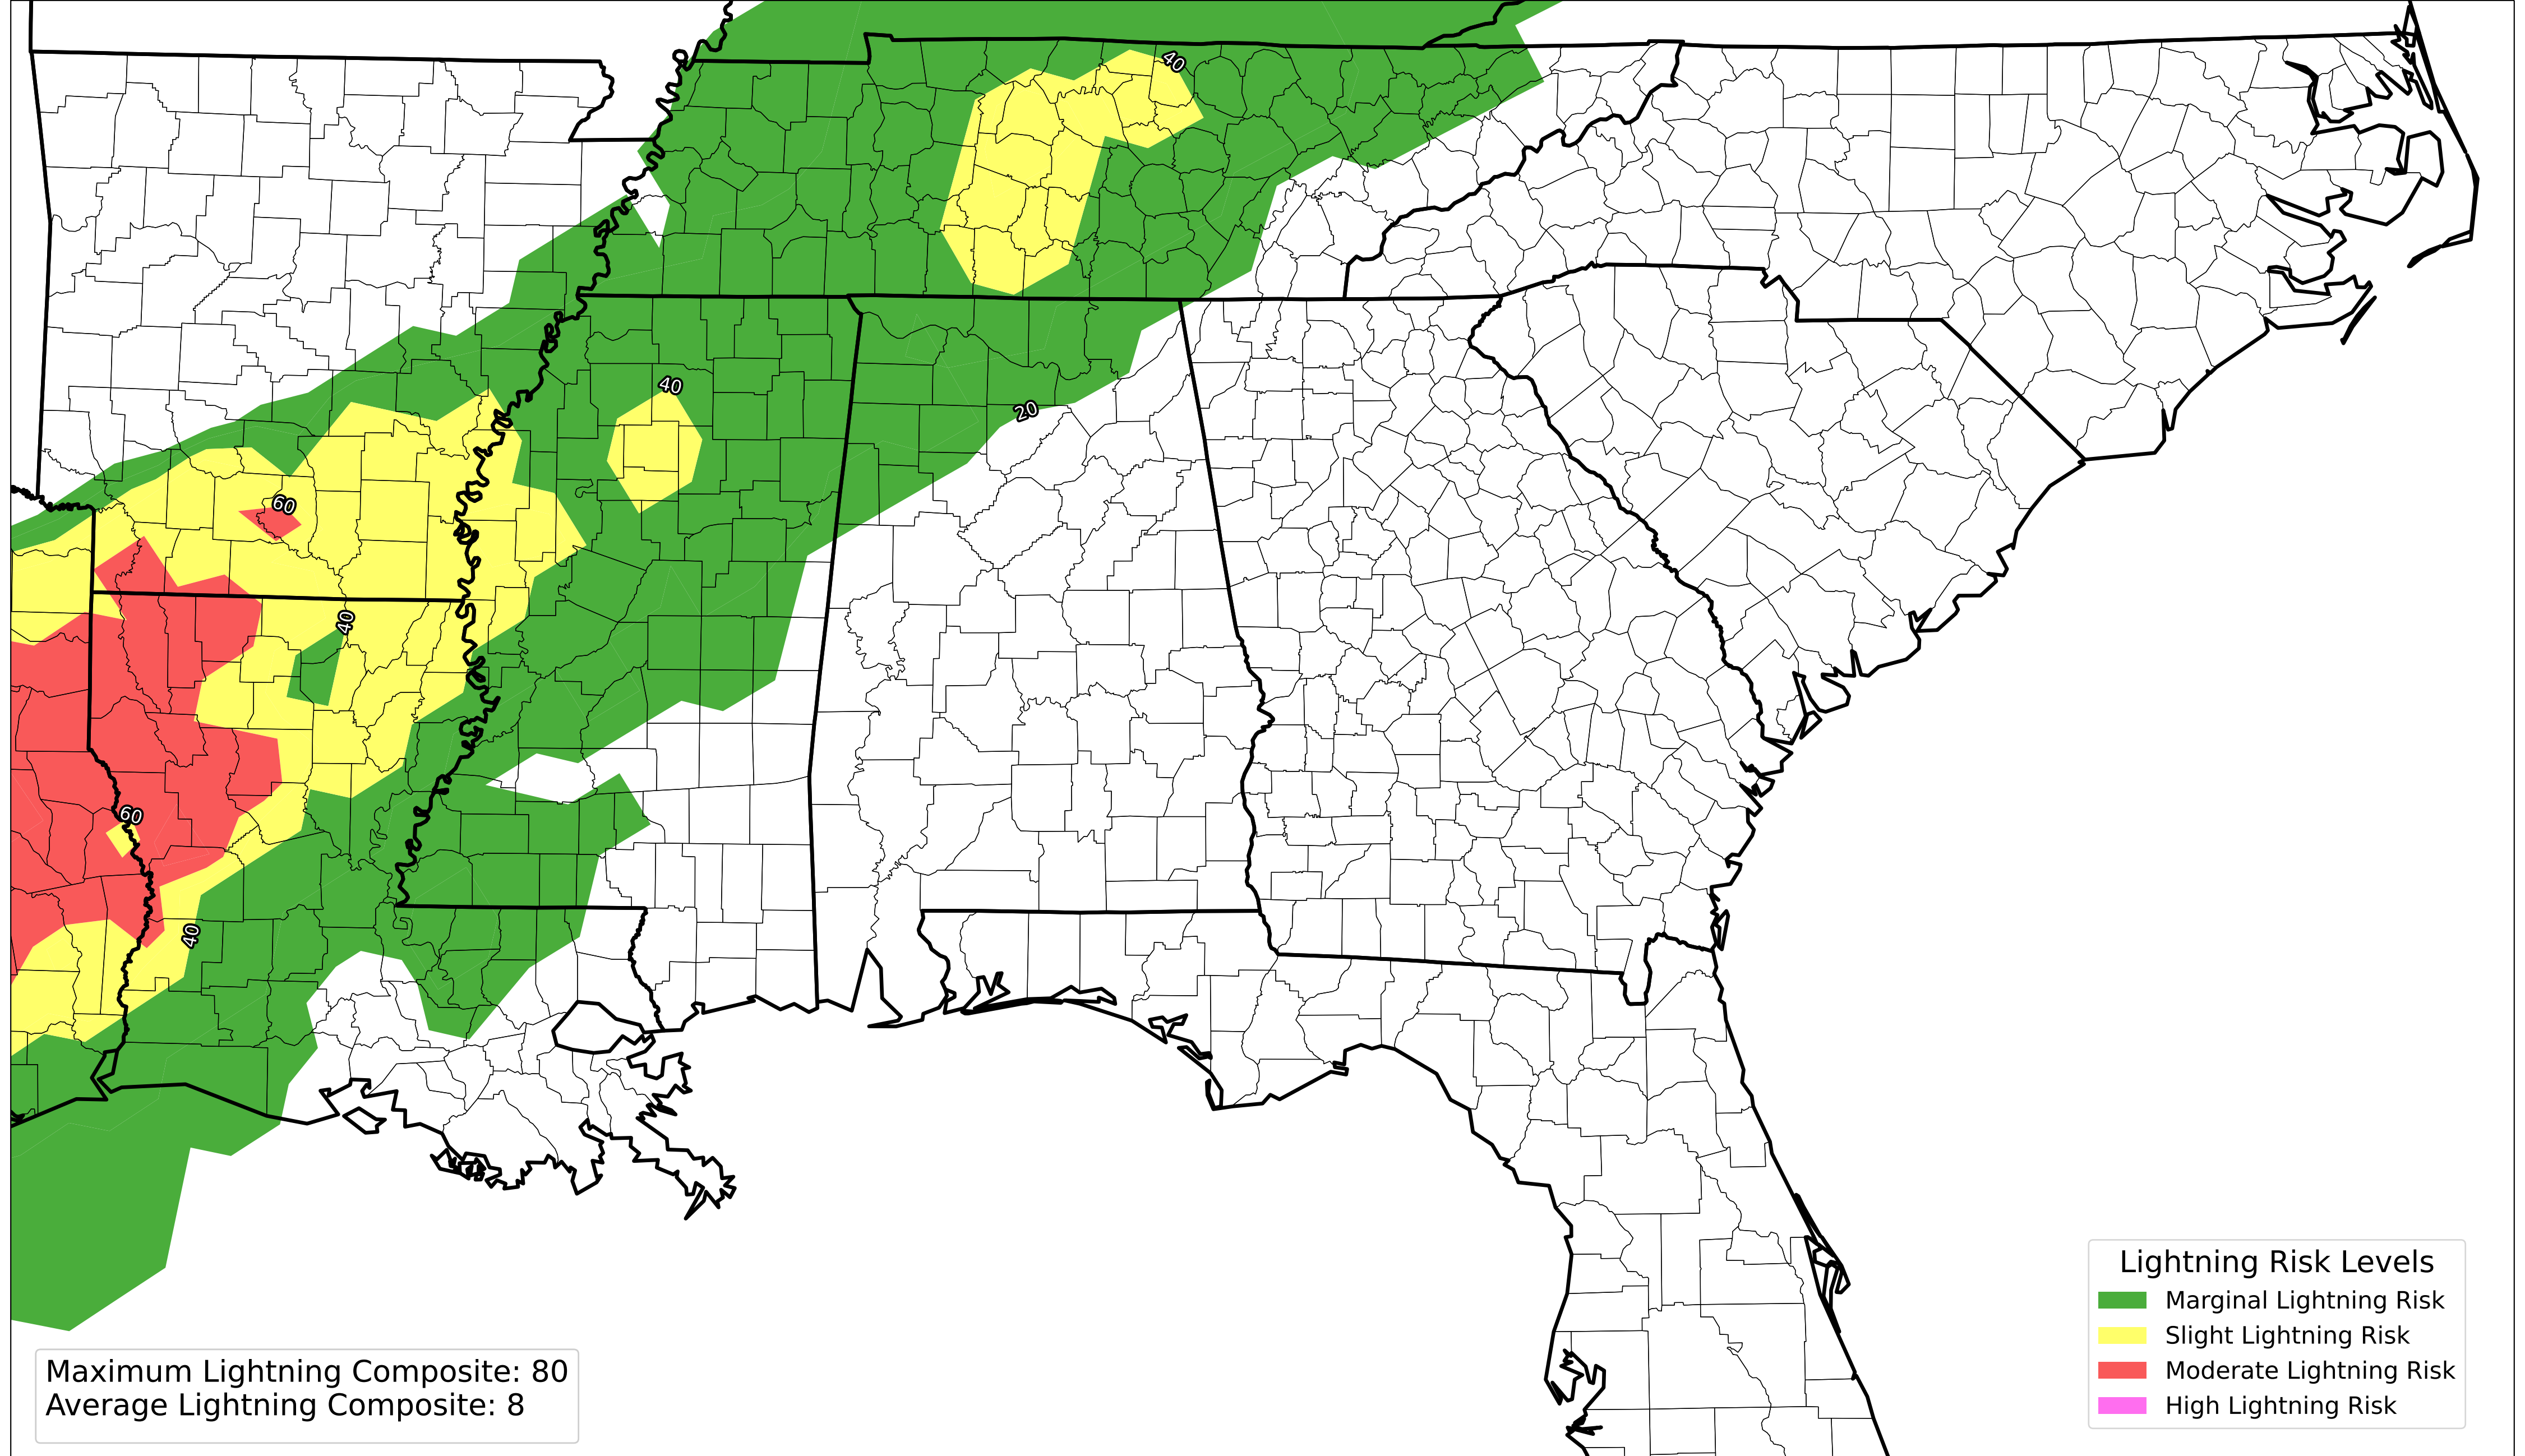 40
40
20
60
40
60
40
Lightning Risk Levels
Marginal Lightning Risk
Slight Lightning Risk
Moderate Lightning Risk
High Lightning Risk
Maximum Lightning Composite: 80
Average Lightning Composite: 8